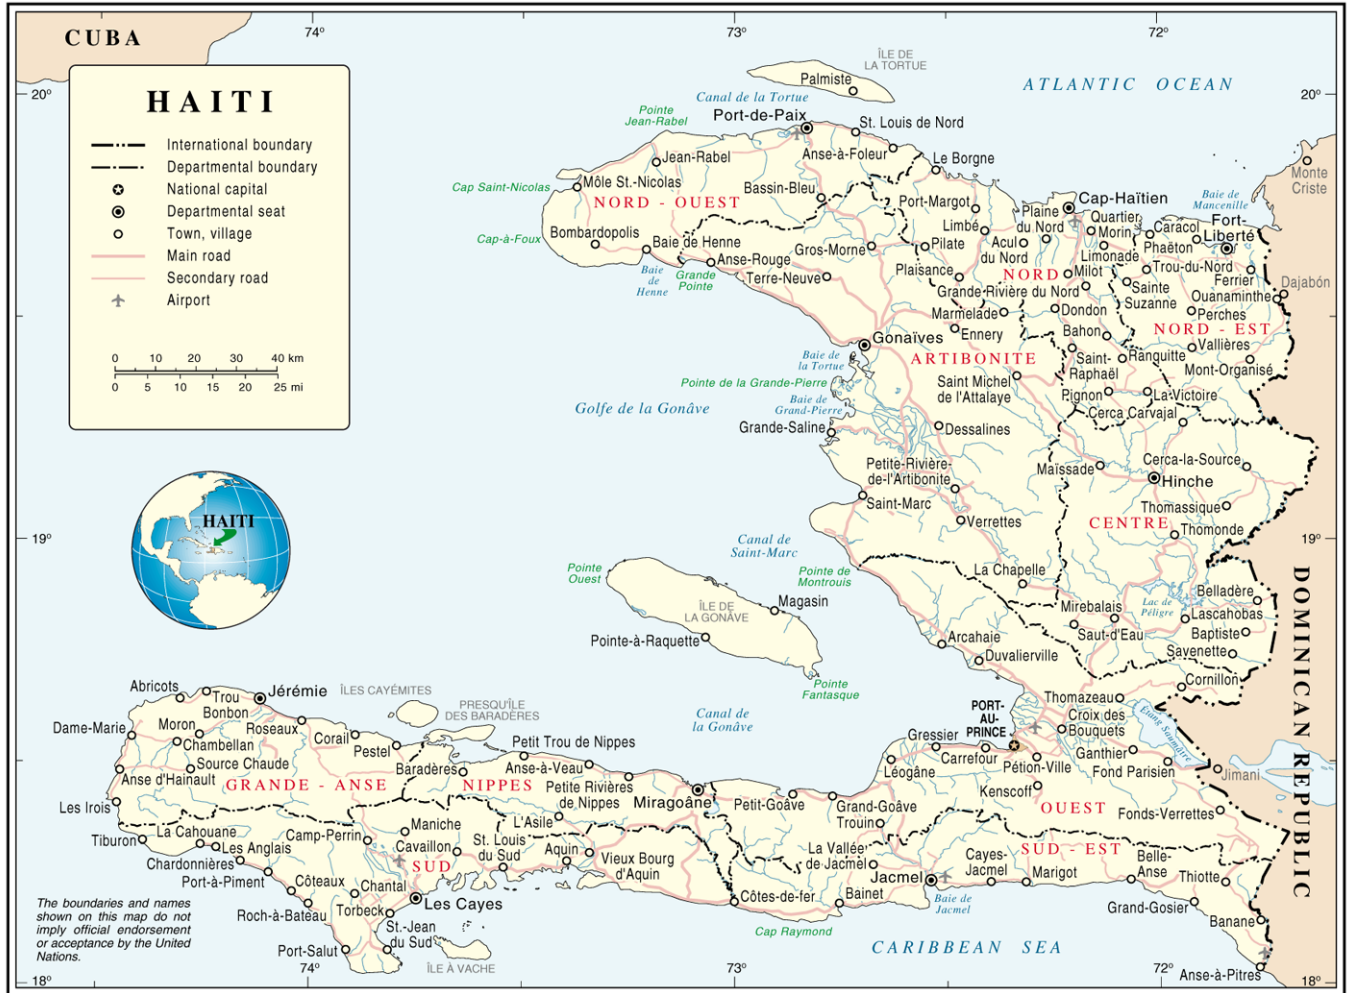 CUBA
74°
73°
72°
20°
20°
HAITI
International boundary
Departmental boundary
National capital
Departmental seat
Town, village
Main road
Secondary road
Airport
0 10 20 30 40 km
0 5 10 15 20 25 mi
HAITI
ÎLE DE
LA TORTUE
Palmiste
ATLANTIC OCEAN
Canal de la Tortue
Pointe
Jean-Rabel
Port-de-Paix
St. Louis de Nord
Jean-Rabel
Anse-à-Foleur
Le Borgne
Monte
Criste
Cap Saint-Nicolas
Môle St.-Nicolas
Bassin-Bleu
NORD - OUEST
Port-Margot
Plaine
du Nord
Cap-Haïtien
Baie de
Mancenille
Quartier
Morin
Fort-
Liberté
Caracol
Phaëton
Limbé
Acul
du Nord
Limonade
Cap-à-Foux
Bombardopolis
Baie de Henne
Anse-Rouge
Gros-Morne
Pilate
Baie
de
Henne
Grande
Pointe
Terre-Neuve
Plaisance
NORD
Milot
Trou-du-Nord
Ferrier
Dajabón
Grande-Rivière du Nord
Sainte
Suzanne
Ouanaminthe
Marmelade
Dondon
Perches
NORD - EST
Ennery
Bahon
Vallières
Gonaïves
ARTIBONITE
Saint-
Raphaël
Ranquitte
Mont-Organisé
Baie de
la Tortue
Pointe de la Grande-Pierre
Saint Michel
de l'Attalaye
Pignon
La-Victoire
Baie de
Grand-Pierre
Cerca Carvajal
Golfe de la Gonâve
Grande-Saline
Dessalines
Petite-Rivière-
de-l'Artibonite
Maïssade
Cerca-la-Source
Hinche
Saint-Marc
Thomassique
Verrettes
CENTRE
Thomonde
19°
19°
Canal de
Saint-Marc
Pointe
Ouest
Pointe de
Montrouis
La Chapelle
Belladère
Lac de
Péligre
Lascahobas
Mirebalais
Saut-d'Eau
Baptiste
Savenette
ÎLE DE
LA GONÂVE
Magasin
Pointe-à-Raquette
Arcahaie
Duvalierville
Pointe
Fantasque
Cornillon
DOMINICAN REPUBLIC
Abricots
Trou
Bonbon
Jérémie
ÎLES CAYÉMITES
PRESQU'ÎLE
DES BARADÈRES
Canal de
la Gonâve
PORT-
AU-
PRINCE
Thomazeau
Croix des
Bouquets
Étang Saumâtre
Dame-Marie
Moron
Roseaux
Corail
Pestel
Petit Trou de Nippes
Chambellan
Source Chaude
Anse d'Hainault
Baradères
Anse-à-Veau
Gressier
Carrefour
Pétion-Ville
Ganthier
Fond Parisien
Jimani
Léogâne
GRANDE - ANSE
NIPPES
Petite Rivières
de Nippes
Miragoâne
Petit-Goâve
Grand-Goâve
Kenscoff
OUEST
Fonds-Verrettes
Les Irois
Trouin
L'Asile
Tiburon
La Cahouane
Les Anglais
Camp-Perrin
Maniche
Cavaillon
St. Louis
du Sud
Aquin
Vieux Bourg
d'Aquin
La Vallée
de Jacmel
SUD - EST
Chardonnières
Port-à-Piment
SUD
Jacmel
Cayes-
Jacmel
Marigot
Belle-
Anse
Thiotte
Côteaux
Chantal
Les Cayes
Côtes-de-fer
Bainet
Baie de
Jacmel
Grand-Gosier
Roch-à-Bateau
Torbeck
Banane
Cap Raymond
St.-Jean
du Sud
Port-Salut
ÎLE À VACHE
CARIBBEAN SEA
Anse-à-Pitres
The boundaries and names
shown on this map do not
imply official endorsement
or acceptance by the United
Nations.
18°
74°
73°
72°
18°